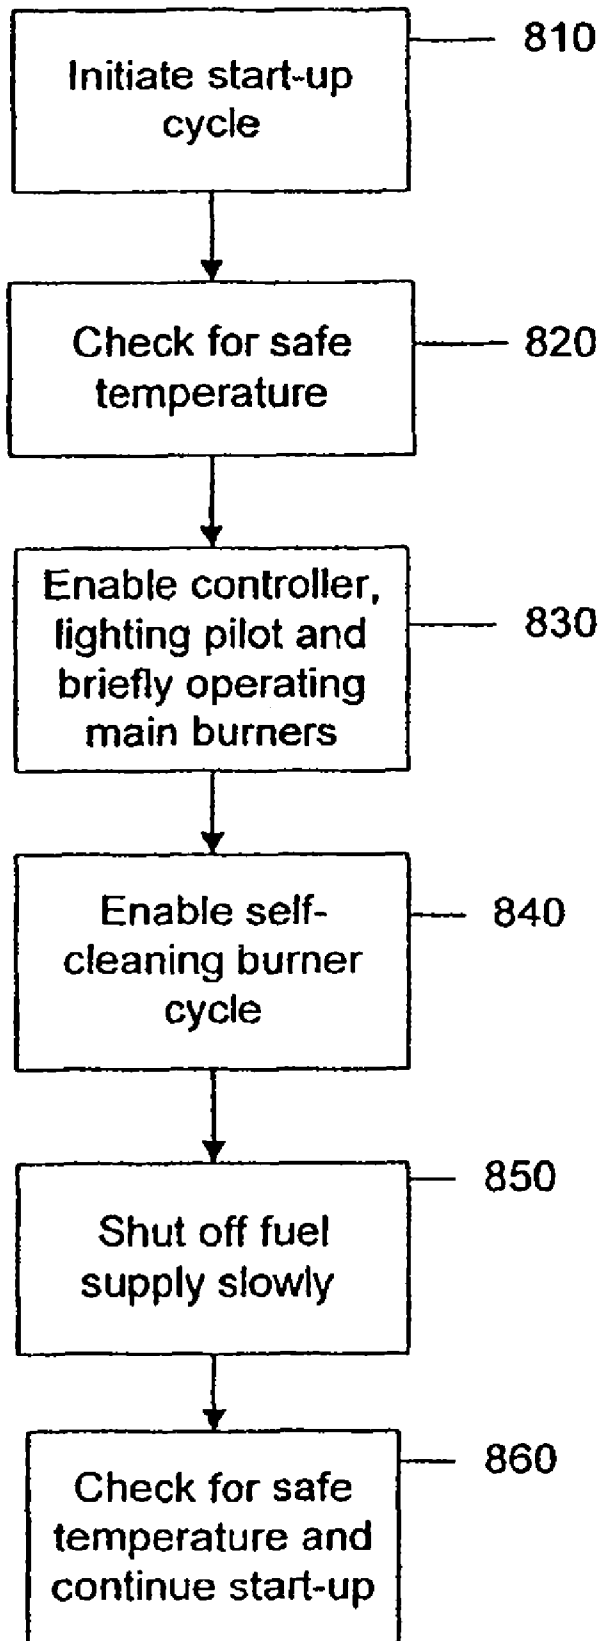 810
Initiate start-up
cycle
820
Check for safe
temperature
830
Enable controller,
lighting pilot and
briefly operating
main burners
840
Enable self-
cleaning burner
cycle
850
Shut off fuel
supply slowly
860
Check for safe
temperature and
continue start-up